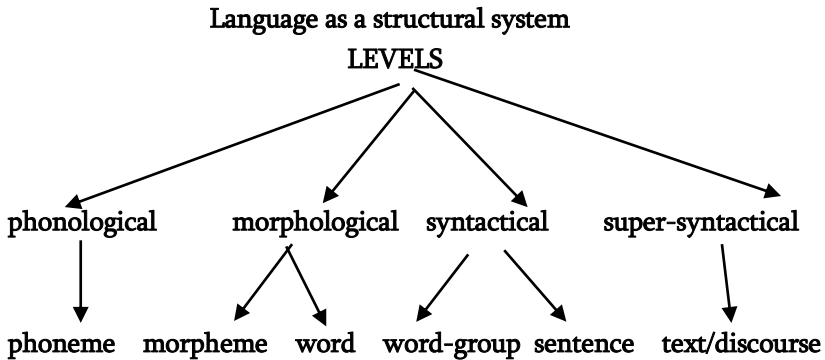 Language as a structural system
LEVELS
phonological morphological syntactical super-syntactical
phoneme morpheme word word-group sentence text/discourse